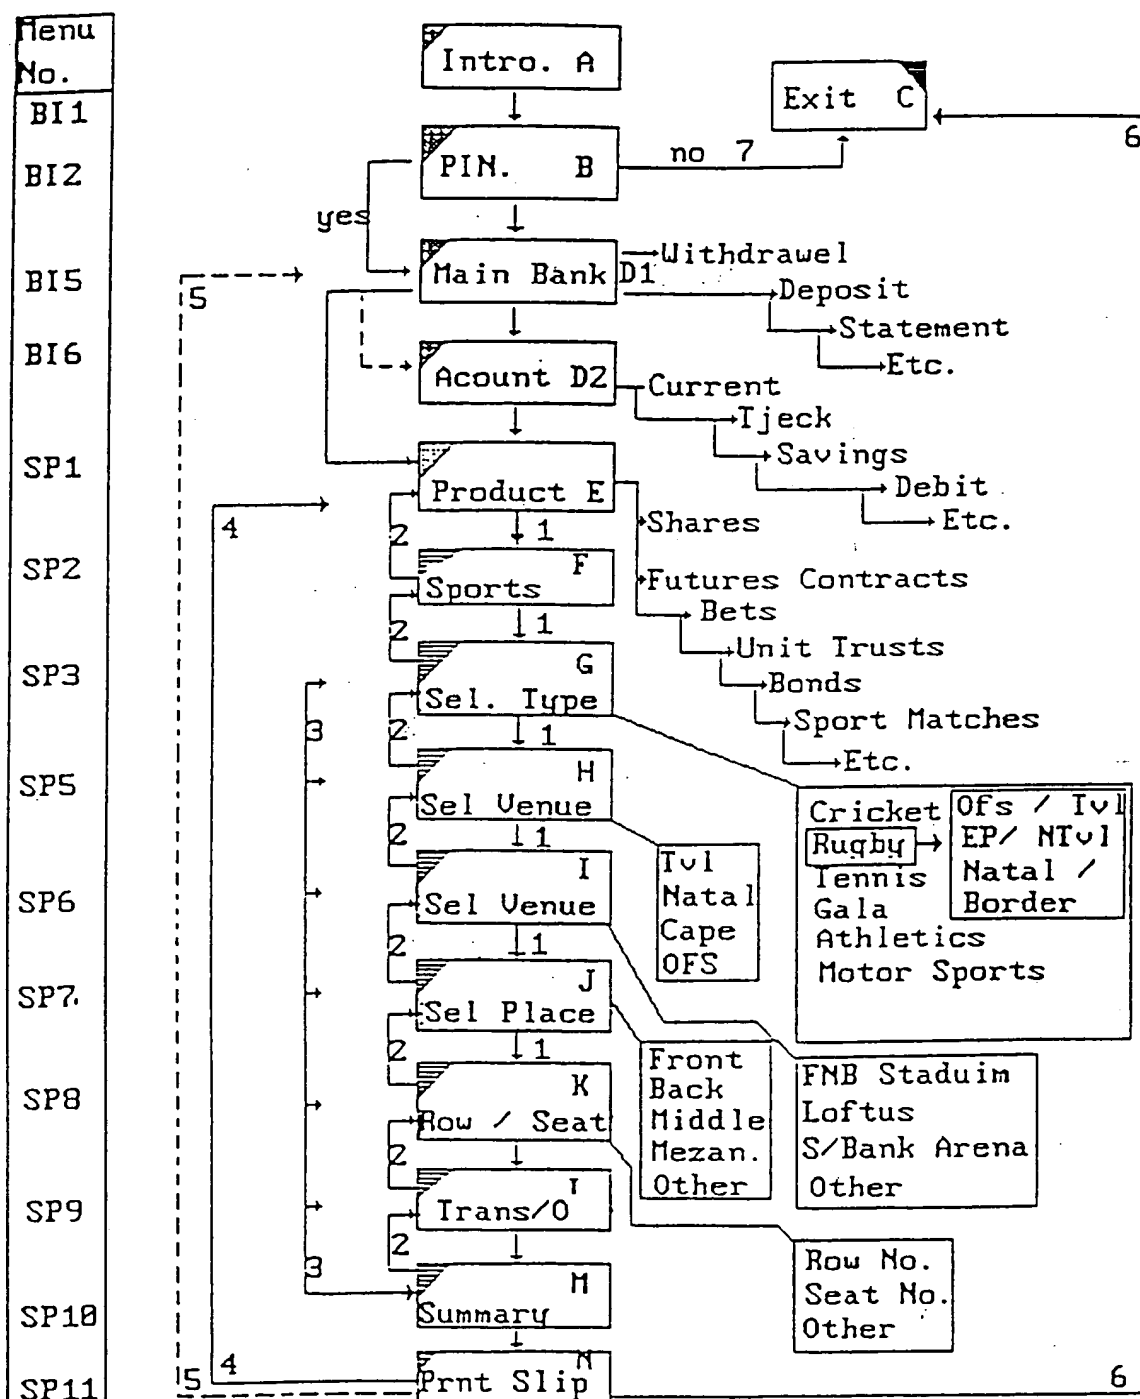 Menu
No.
BI1
BI2
BI5
BI6
SP1
SP2
SP3
SP5
SP6
SP7
SP8
SP9
SP10
SP11
Intro. A
Exit C
6
PIN. B
no 7
yes
Main Bank D1
Withdrawel
Deposit
Statement
Etc.
5
Acount D2
Current
Tjeck
Savings
Debit
Etc.
Product E
Shares
Futures Contracts
Bets
Unit Trusts
Bonds
Sport Matches
Etc.
4
2
1
F
Sports
2
1
G
Sel. Type
3
2
1
H
Sel Venue
2
1
I
Sel Venue
2
1
J
Sel Place
2
1
K
Row / Seat
2
Trans/O
2
3
M
Summary
4
5
N
Prnt Slip
6
Cricket
Rugby
Tennis
Gala
Athletics
Motor Sports
Ofs / Tvl
EP/ NTvl
Natal /
Border
Tvl
Natal
Cape
OFS
Front
Back
Middle
Mezan.
Other
FNB Staduim
Loftus
S/Bank Arena
Other
Row No.
Seat No.
Other